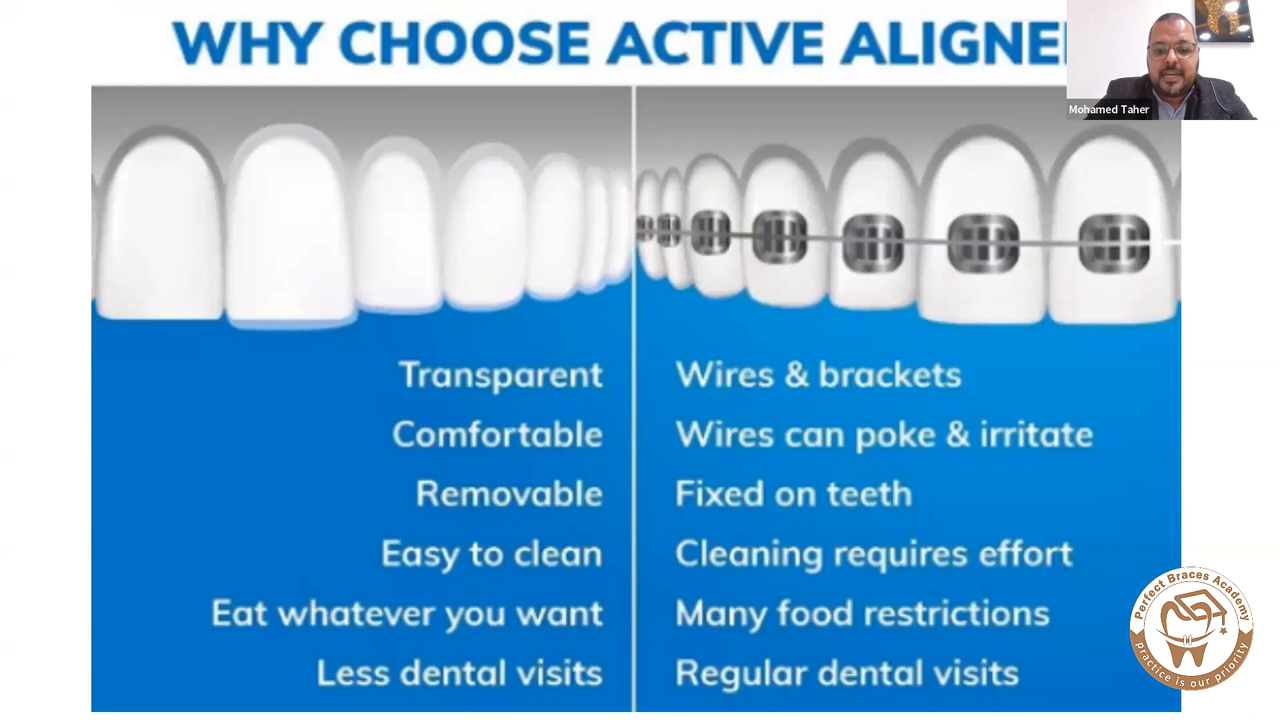 WHY CHOOSE ACTIVE ALIGNE
Mohamed Taher
Transparent
Comfortable
Removable
Easy to clean
Eat whatever you want
Less dental visits
Wires & brackets
Wires can poke & irritate
Fixed on teeth
Cleaning requires effort
Many food restrictions
Regular dental visits
Perfect Braces Academy
practice is our priority